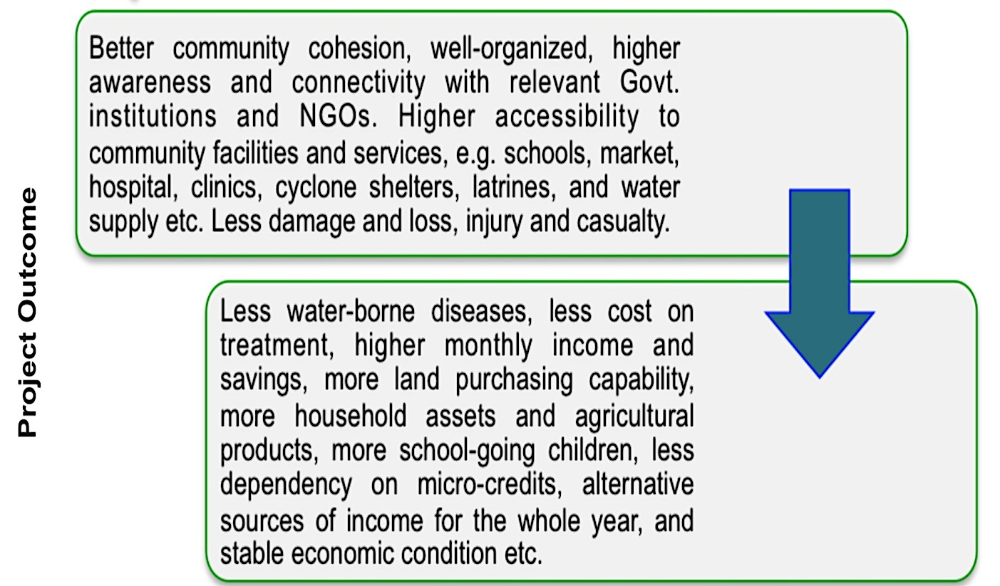 Project Outcome
Better community cohesion, well-organized, higher
awareness and connectivity with relevant Govt.
institutions and NGOs. Higher accessibility to
community facilities and services, e.g. schools, market,
hospital, clinics, cyclone shelters, latrines, and water
supply etc. Less damage and loss, injury and casualty.
Less water-borne diseases, less cost on
treatment, higher monthly income and
savings, more land purchasing capability,
more household assets and agricultural
products, more school-going children, less
dependency on micro-credits, alternative
sources of income for the whole year, and
stable economic condition etc.